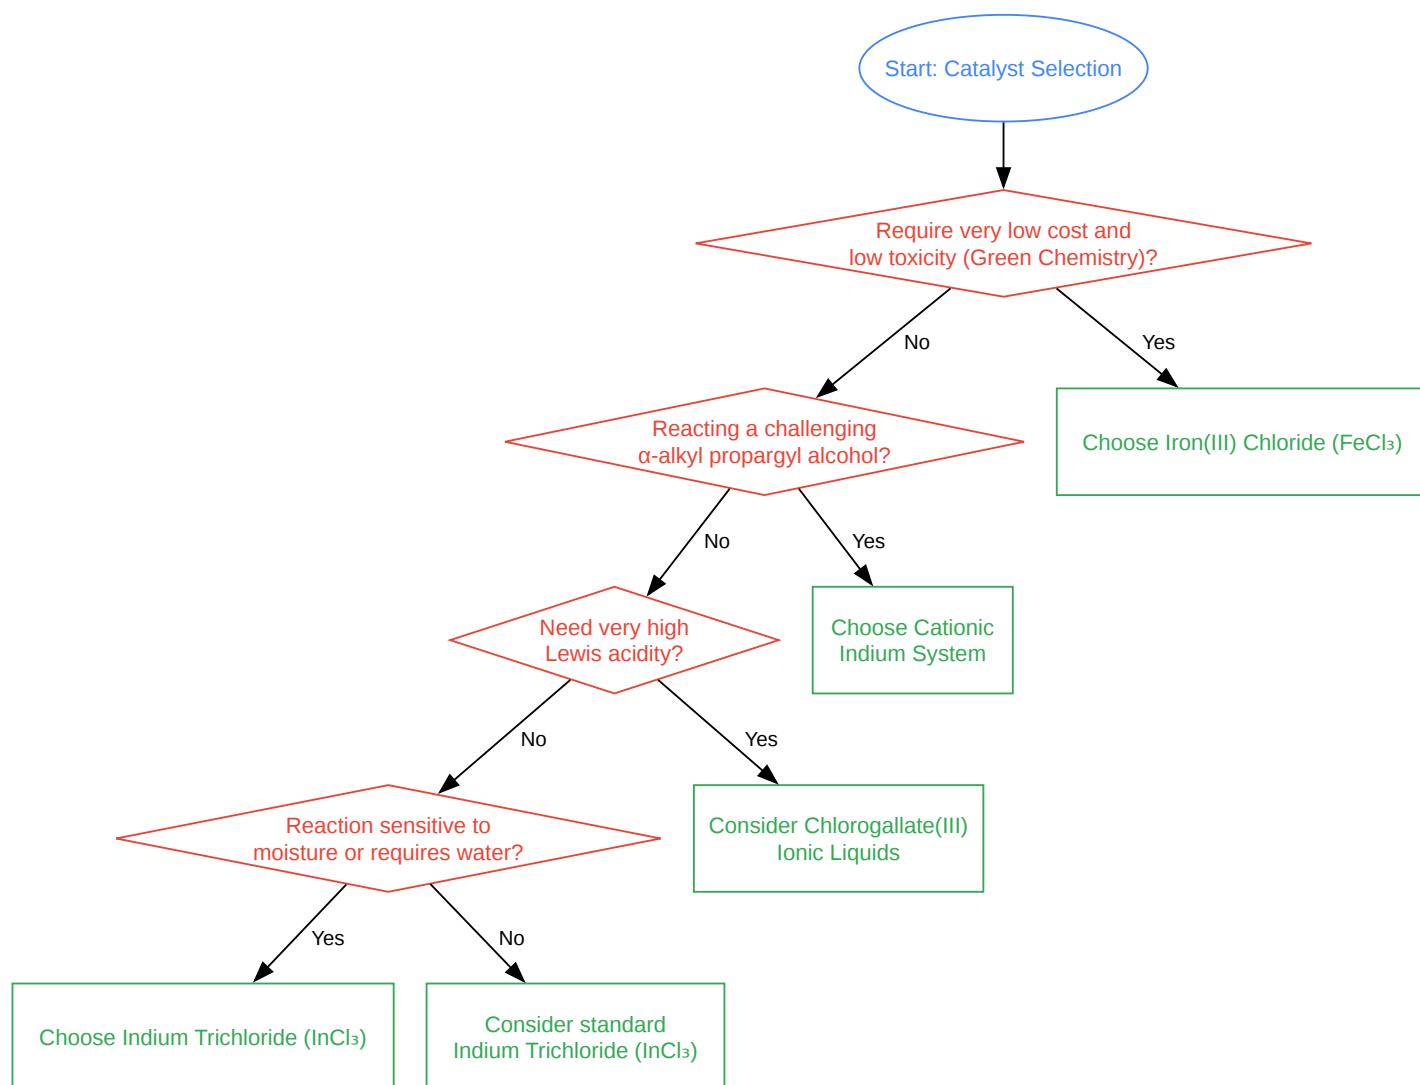 Start: Catalyst Selection
Require very low cost and
low toxicity (Green Chemistry)?
No
Yes
Reacting a challenging
α-alkyl propargyl alcohol?
Choose Iron(III) Chloride (FeCl₃)
No
Yes
Need very high
Lewis acidity?
Choose Cationic
Indium System
No
Yes
Reaction sensitive to
moisture or requires water?
Consider Chlorogallate(III)
Ionic Liquids
Yes
No
Choose Indium Trichloride (InCl₃)
Consider standard
Indium Trichloride (InCl₃)